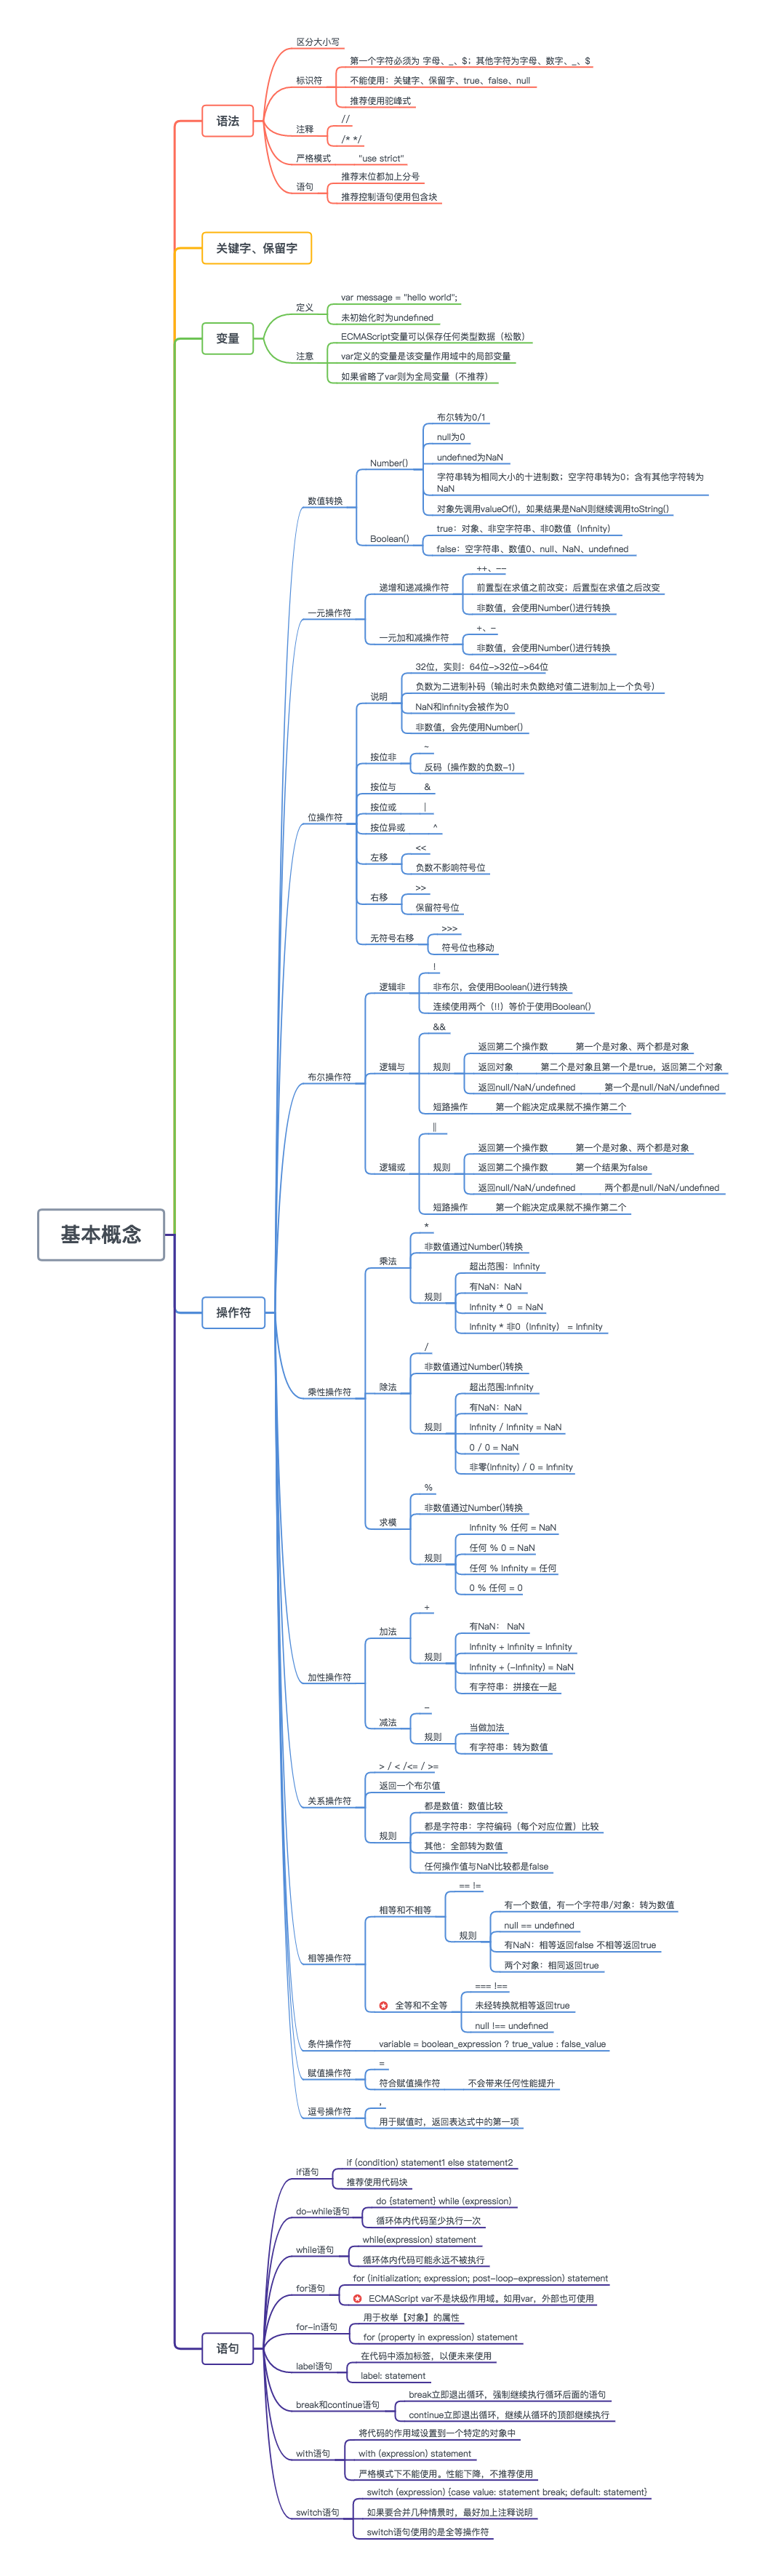 区分大小写
第一个字符必须为 字母、_、$；其他字符为字母、数字、_、$
标识符
不能使用：关键字、保留字、true、false、null
推荐使用驼峰式
语法
//
注释
/* */
严格模式
"use strict"
推荐末位都加上分号
语句
推荐控制语句使用包含块
关键字、保留字
var message = "hello world";
定义
未初始化时为undefined
变量
ECMAScript变量可以保存任何类型数据（松散）
注意
var定义的变量是该变量作用域中的局部变量
如果省略了var则为全局变量（不推荐）
布尔转为0/1
null为0
Number()
undefined为NaN
字符串转为相同大小的十进制数；空字符串转为0；含有其他字符转为
NaN
数值转换
对象先调用valueOf()，如果结果是NaN则继续调用toString()
true：对象、非空字符串、非0数值（Infinity）
Boolean()
false：空字符串、数值0、null、NaN、undefined
++、--
递增和递减操作符
前置型在求值之前改变；后置型在求值之后改变
非数值，会使用Number()进行转换
一元操作符
+、-
一元加和减操作符
非数值，会使用Number()进行转换
32位，实则：64位->32位->64位
负数为二进制补码（输出时未负数绝对值二进制加上一个负号）
说明
NaN和Infinity会被作为0
非数值，会先使用Number()
~
按位非
反码（操作数的负数-1）
按位与
&
按位或
|
位操作符
按位异或
^
<<
左移
负数不影响符号位
>>
右移
保留符号位
>>>
无符号右移
符号位也移动
!
逻辑非
非布尔，会使用Boolean()进行转换
连续使用两个（!!）等价于使用Boolean()
&&
返回第二个操作数
第一个是对象、两个都是对象
逻辑与
规则
返回对象
第二个是对象且第一个是true，返回第二个对象
布尔操作符
返回null/NaN/undefined
第一个是null/NaN/undefined
短路操作
第一个能决定成果就不操作第二个
||
返回第一个操作数
第一个是对象、两个都是对象
逻辑或
规则
返回第二个操作数
第一个结果为false
返回null/NaN/undefined
两个都是null/NaN/undefined
短路操作
第一个能决定成果就不操作第二个
基本概念
*
乘法
非数值通过Number()转换
超出范围：Infinity
有NaN：NaN
规则
Infinity * 0 = NaN
操作符
Infinity * 非0（Infinity） = Infinity
/
非数值通过Number()转换
乘性操作符
除法
超出范围:Infinity
有NaN：NaN
规则
Infinity / Infinity = NaN
0 / 0 = NaN
非零(Infinity) / 0 = Infinity
%
非数值通过Number()转换
求模
Infinity % 任何 = NaN
任何 % 0 = NaN
规则
任何 % Infinity = 任何
0 % 任何 = 0
+
加法
有NaN： NaN
Infinity + Infinity = Infinity
规则
Infinity + (-Infinity) = NaN
有字符串：拼接在一起
加性操作符
-
减法
当做加法
规则
有字符串：转为数值
> / < /<= / >=
返回一个布尔值
关系操作符
都是数值：数值比较
都是字符串：字符编码（每个对应位置）比较
规则
其他：全部转为数值
任何操作值与NaN比较都是false
== !=
相等和不相等
有一个数值，有一个字符串/对象：转为数值
null == undefined
规则
有NaN：相等返回false 不相等返回true
两个对象：相同返回true
相等操作符
=== !==
全等和不全等
未经转换就相等返回true
null !== undefined
条件操作符
variable = boolean_expression ? true_value : false_value
=
赋值操作符
符合赋值操作符
不会带来任何性能提升
,
逗号操作符
用于赋值时，返回表达式中的第一项
if (condition) statement1 else statement2
if语句
推荐使用代码块
do {statement} while (expression)
do-while语句
循环体内代码至少执行一次
while(expression) statement
while语句
循环体内代码可能永远不被执行
for (initialization; expression; post-loop-expression) statement
for语句
ECMAScript var不是块级作用域。如用var，外部也可使用
用于枚举【对象】的属性
for-in语句
for (property in expression) statement
语句
在代码中添加标签，以便未来使用
label语句
label: statement
break立即退出循环，强制继续执行循环后面的语句
break和continue语句
continue立即退出循环，继续从循环的顶部继续执行
将代码的作用域设置到一个特定的对象中
with语句
with (expression) statement
严格模式下不能使用。性能下降，不推荐使用
switch (expression) {case value: statement break; default: statement}
switch语句
如果要合并几种情景时，最好加上注释说明
switch语句使用的是全等操作符